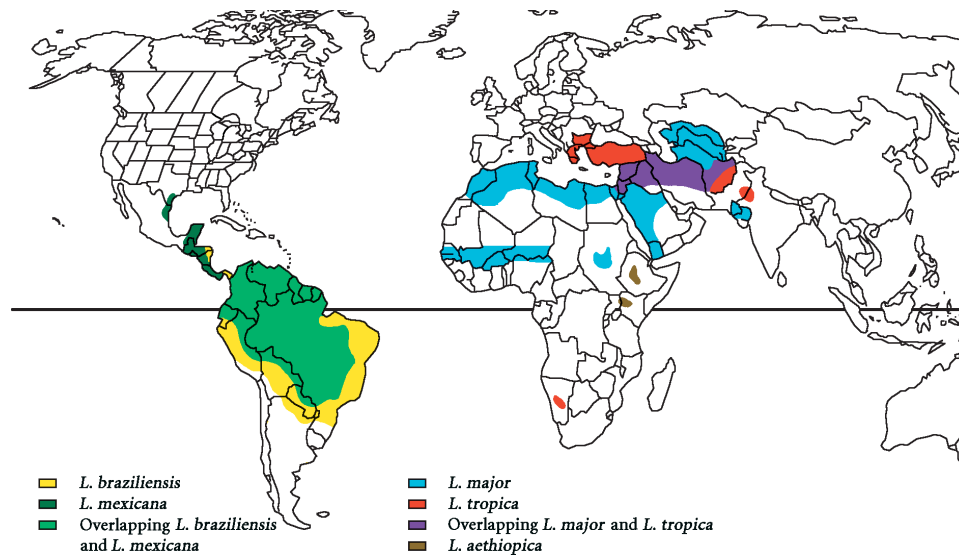 L. braziliensis
L. mexicana
Overlapping L. braziliensis
and L. mexicana
L. major
L. tropica
Overlapping L. major and L. tropica
L. aethiopica